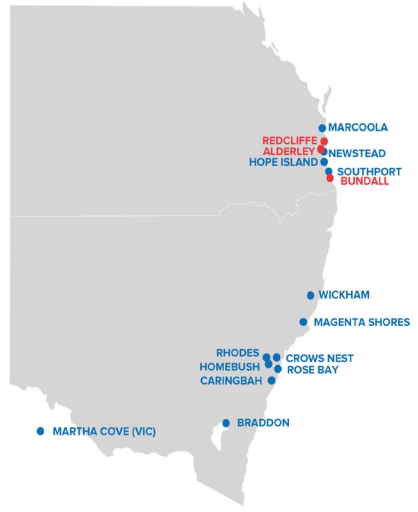 MARCOOLA
REDCLIFFE
ALDERLEY
NEWSTEAD
HOPE ISLAND
SOUTHPORT
BUNDALL
WICKHAM
MAGENTA SHORES
RHODES
CROWS NEST
HOMEBUSH
ROSE BAY
CARINGBAH
BRADDON
MARTHA COVE (VIC)